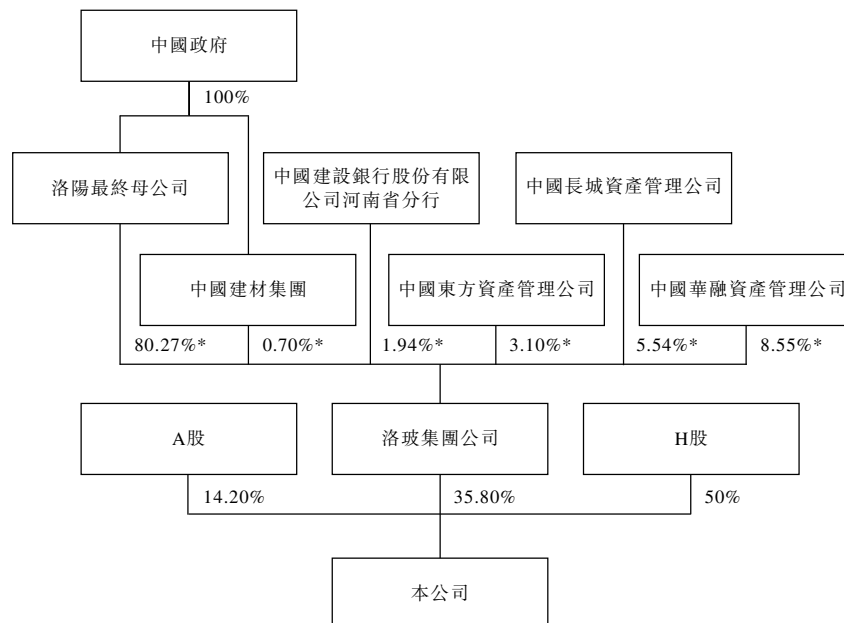 中國政府
100%
洛陽最終母公司
中國建設銀行股份有限
公司河南省分行
中國長城資產管理公司
中國建材集團
中國東方資產管理公司
中國華融資產管理公司
80.27%*
0.70%*
1.94%*
3.10%*
5.54%*
8.55%*
A股
洛玻集團公司
H股
14.20%
35.80%
50%
本公司